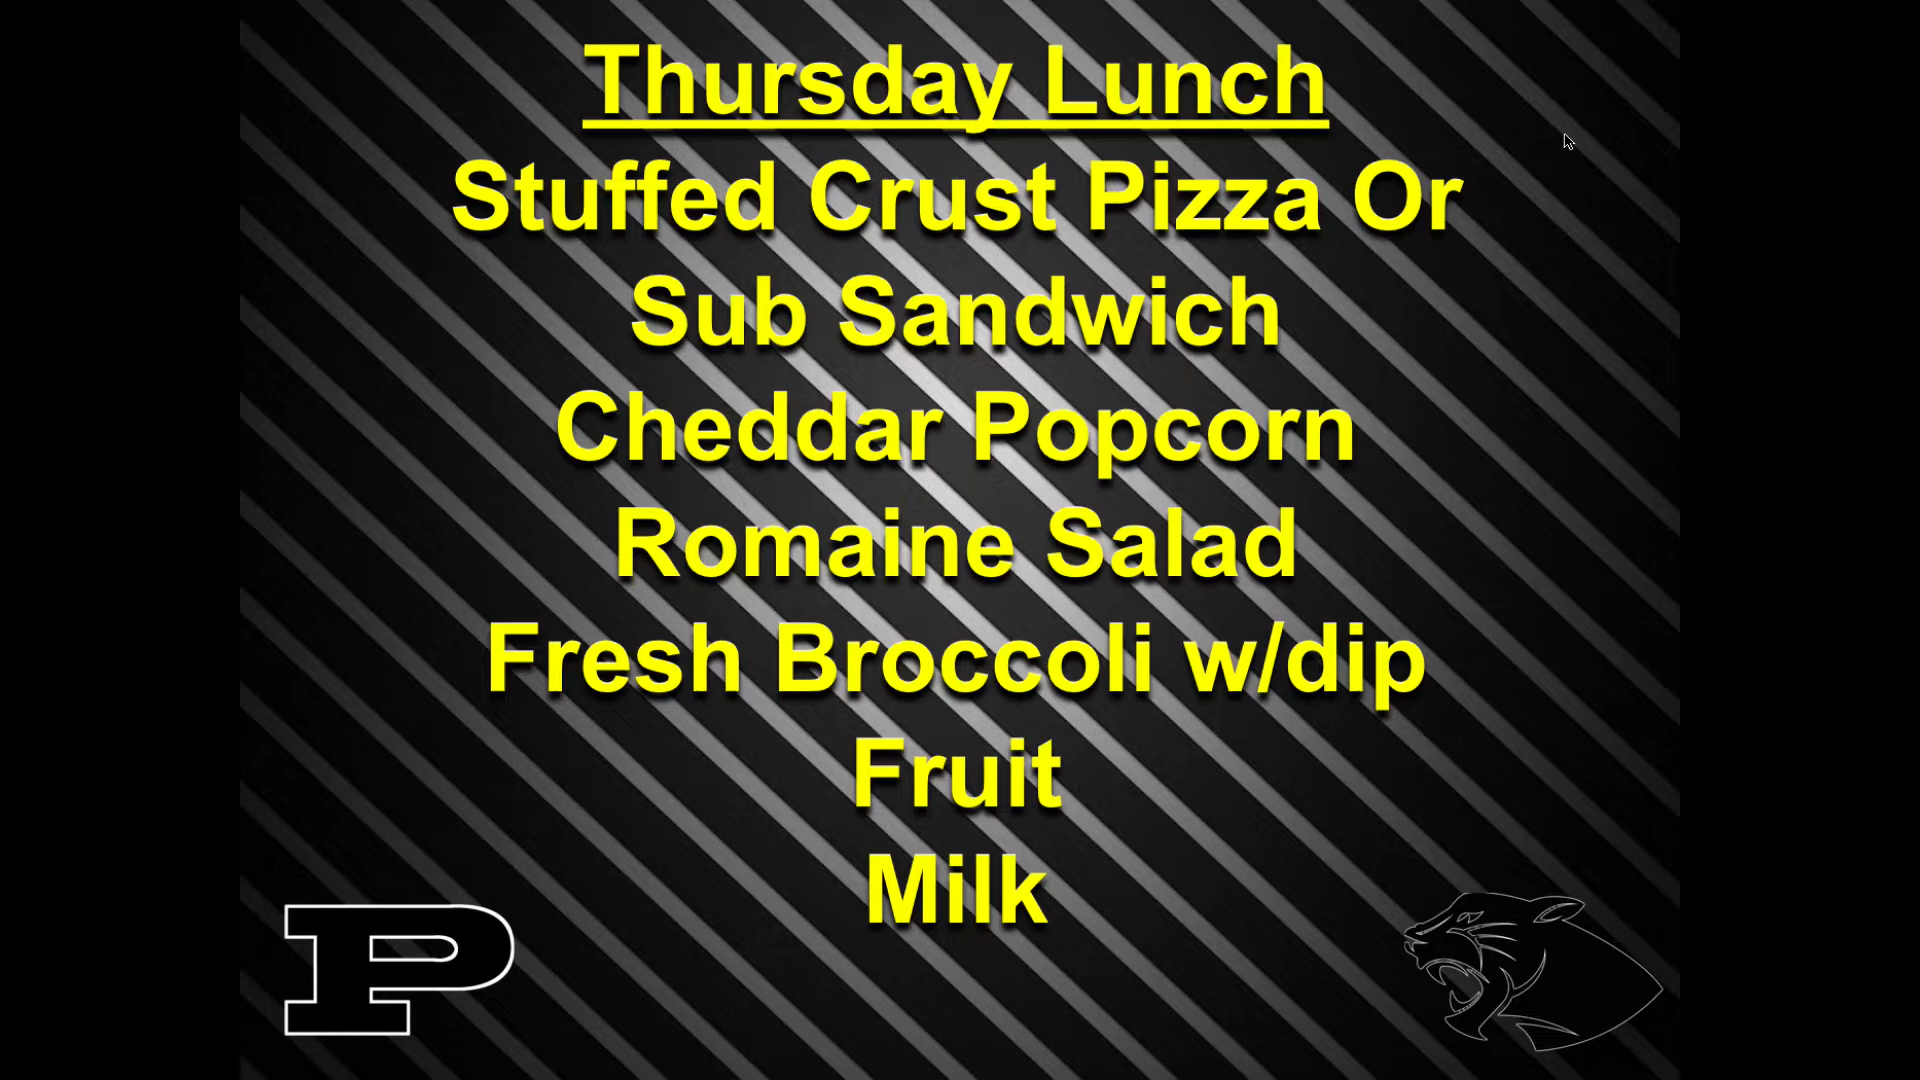 Thursday Lunch
Stuffed Crust Pizza Or
Sub Sandwich
Cheddar Popcorn
Romaine Salad
Fresh Broccoli w/dip
Fruit
Milk
P